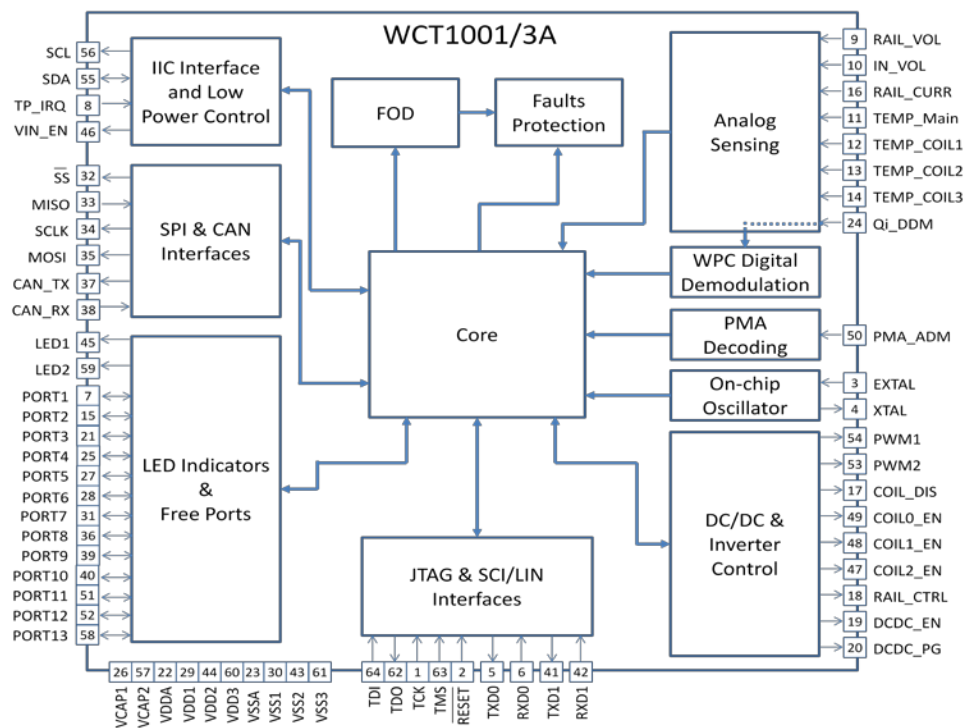 WCT1001/3A
SCL 56
SDA 55
TP_IRQ 8
VIN_EN 46
IIC Interface
and Low
Power Control
SS 32
MISO 33
SCLK 34
MOSI 35
CAN_TX 37
CAN_RX 38
SPI & CAN
Interfaces
LED1 45
LED2 59
PORT1 7
PORT2 15
PORT3 21
PORT4 25
PORT5 27
PORT6 28
PORT7 31
PORT8 36
PORT9 39
PORT10 40
PORT11 51
PORT12 52
PORT13 58
LED Indicators
&
Free Ports
FOD
Faults
Protection
Core
JTAG & SCI/LIN
Interfaces
Analog
Sensing
WPC Digital
Demodulation
PMA
Decoding
On-chip
Oscillator
DC/DC &
Inverter
Control
9 RAIL_VOL
10 IN_VOL
16 RAIL_CURR
11 TEMP_Main
12 TEMP_COIL1
13 TEMP_COIL2
14 TEMP_COIL3
24 Qi_DDM
50 PMA_ADM
3 EXTAL
4 XTAL
54 PWM1
53 PWM2
17 COIL_DIS
49 COIL0_EN
48 COIL1_EN
47 COIL2_EN
18 RAIL_CTRL
19 DCDC_EN
20 DCDC_PG
26 VCAP1
57 VCAP2
22 VDDA
29 VDD1
44 VDD2
60 VDD3
23 VSSA
30 VSS1
43 VSS2
61 VSS3
64 TDI
62 TDO
1 TCK
63 TMS
2 RESET
5 TXD0
6 RXD0
41 TXD1
42 RXD1